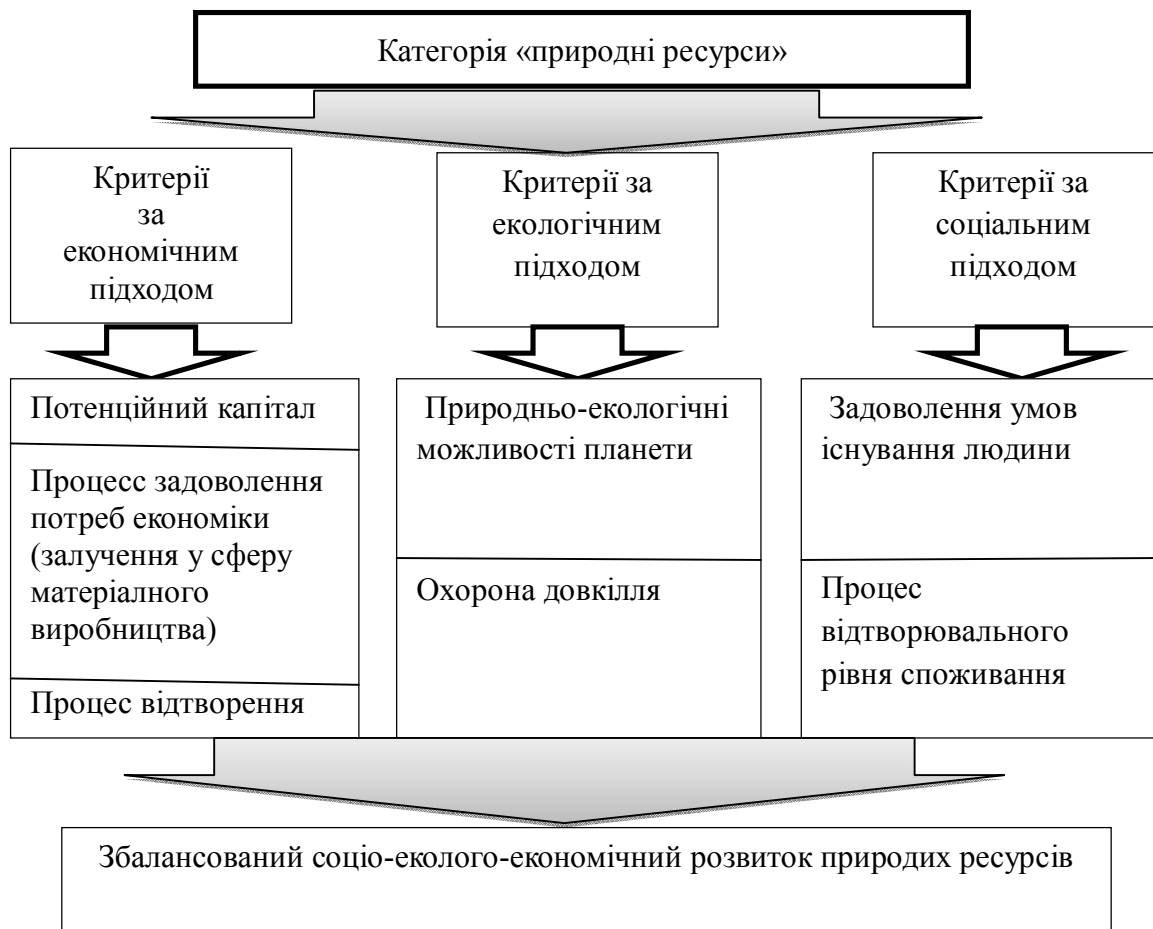 Категорія «природні ресурси»
Критерії
за
економічним
підходом
Критерії за
екологічним
підходом
Критерії за
соціальним
підходом
Потенційний капітал
Процесс задоволення
потреб економіки
(залучення у сферу
матеріалного
виробництва)
Процес відтворення
Природньо-екологічні
можливості планети
Охорона довкілля
Задоволення умов
існування людини
Процес
відтворювального
рівня споживання
Збалансований соціо-еколого-економічний розвиток природих ресурсів